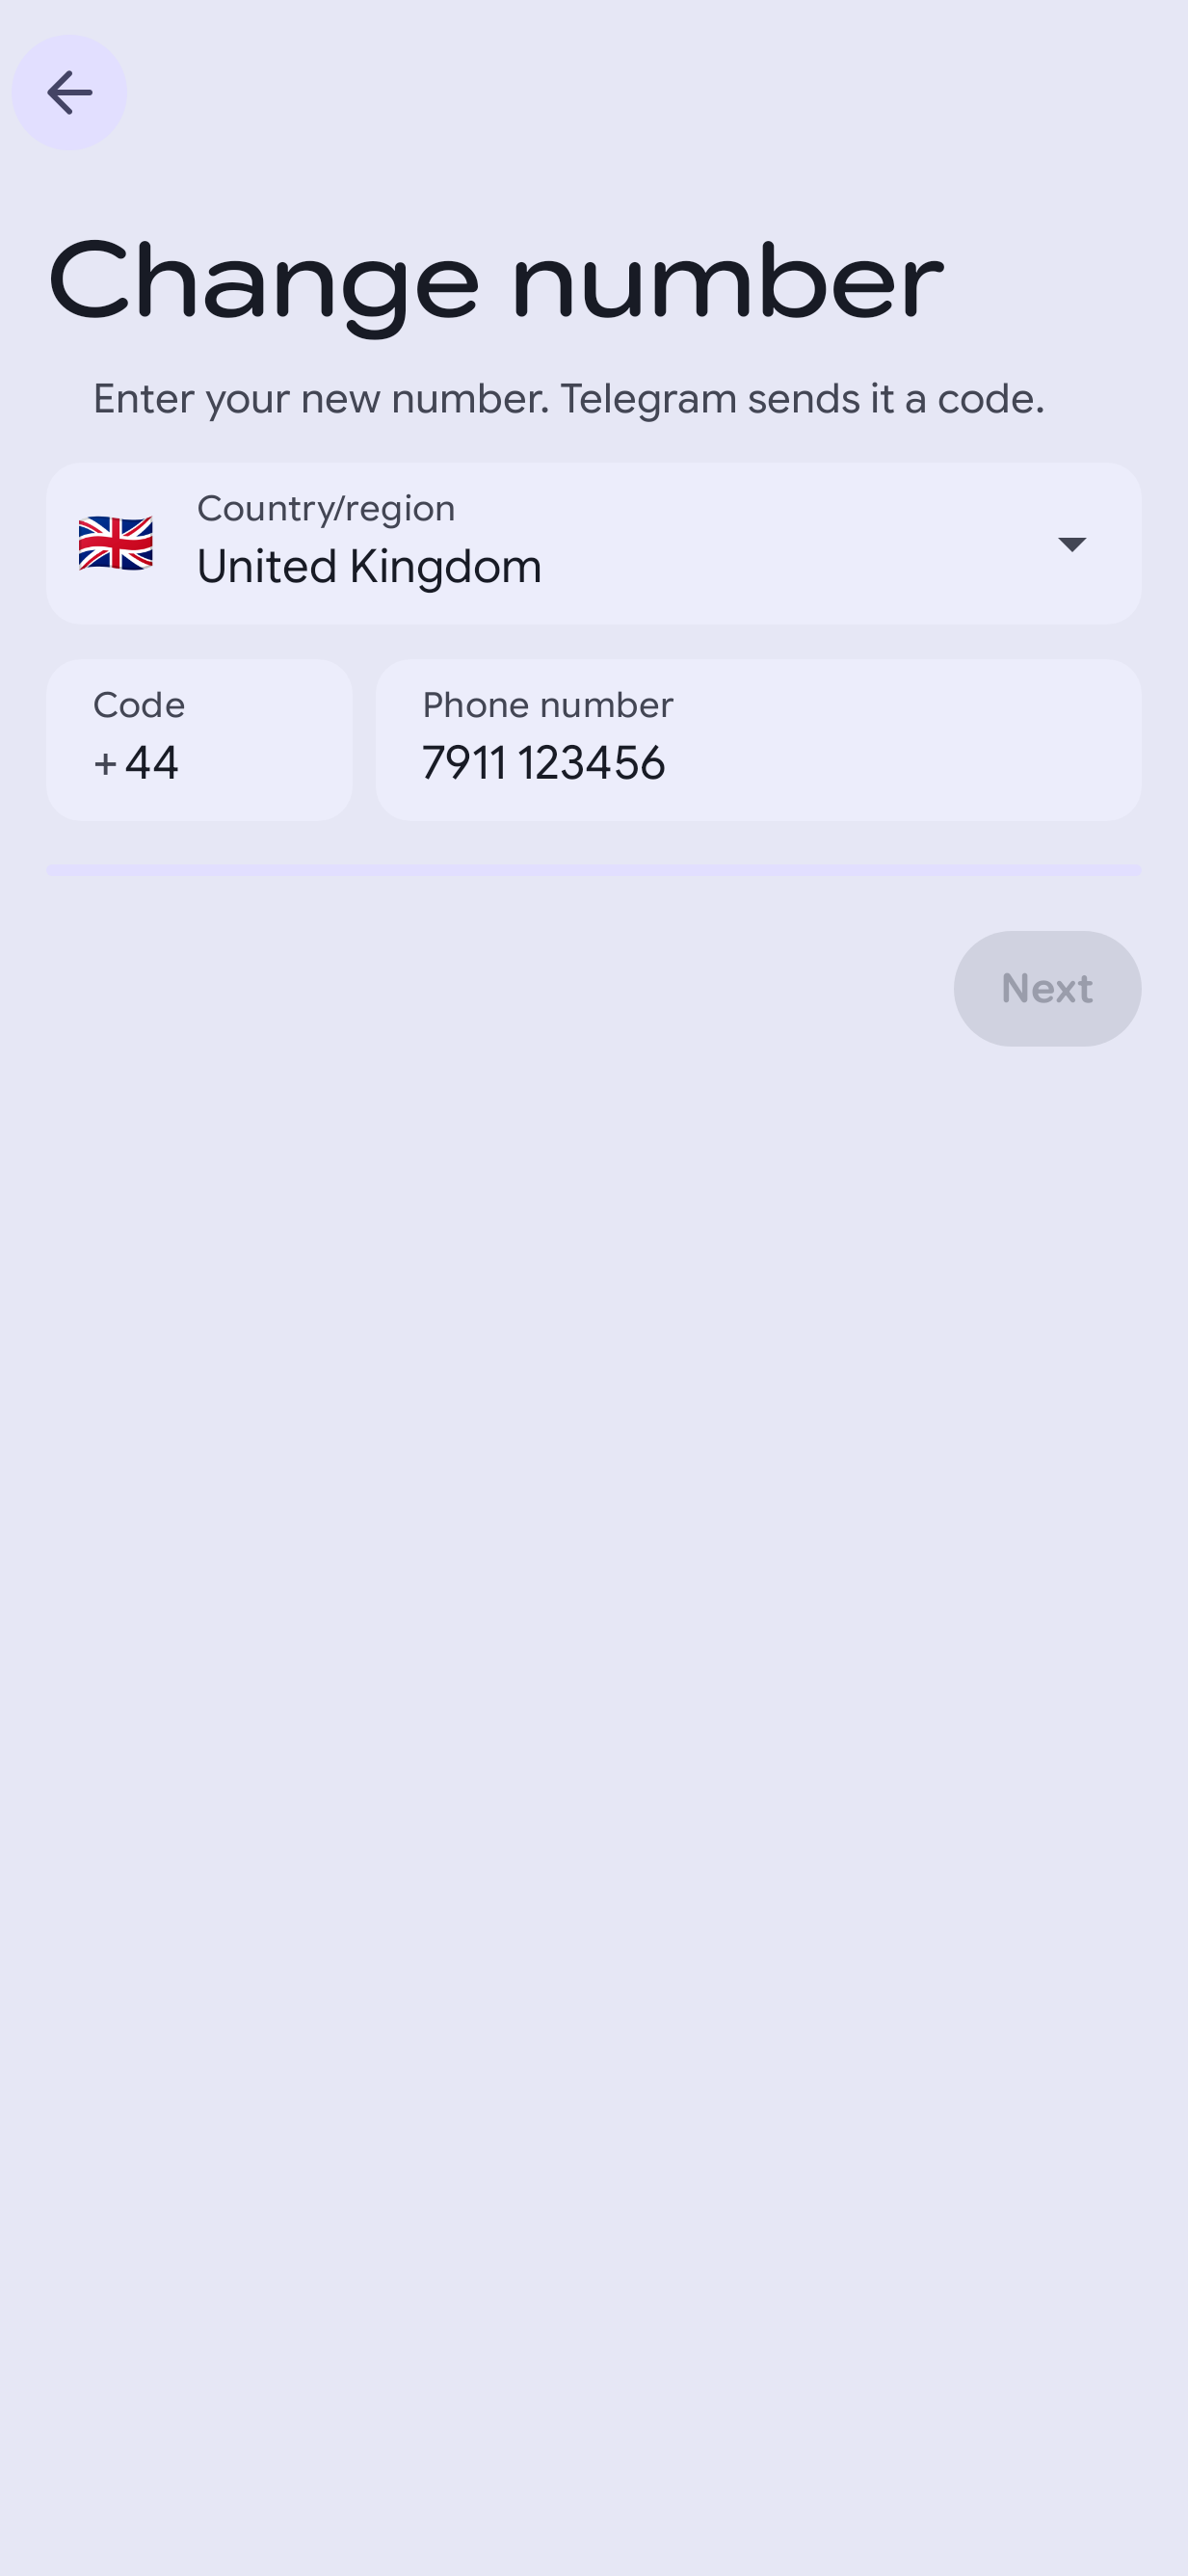 Change number
Enter your new number. Telegram sends it a code.
Country/region
United Kingdom
Code
+ 44
Phone number
7911 123456
Next